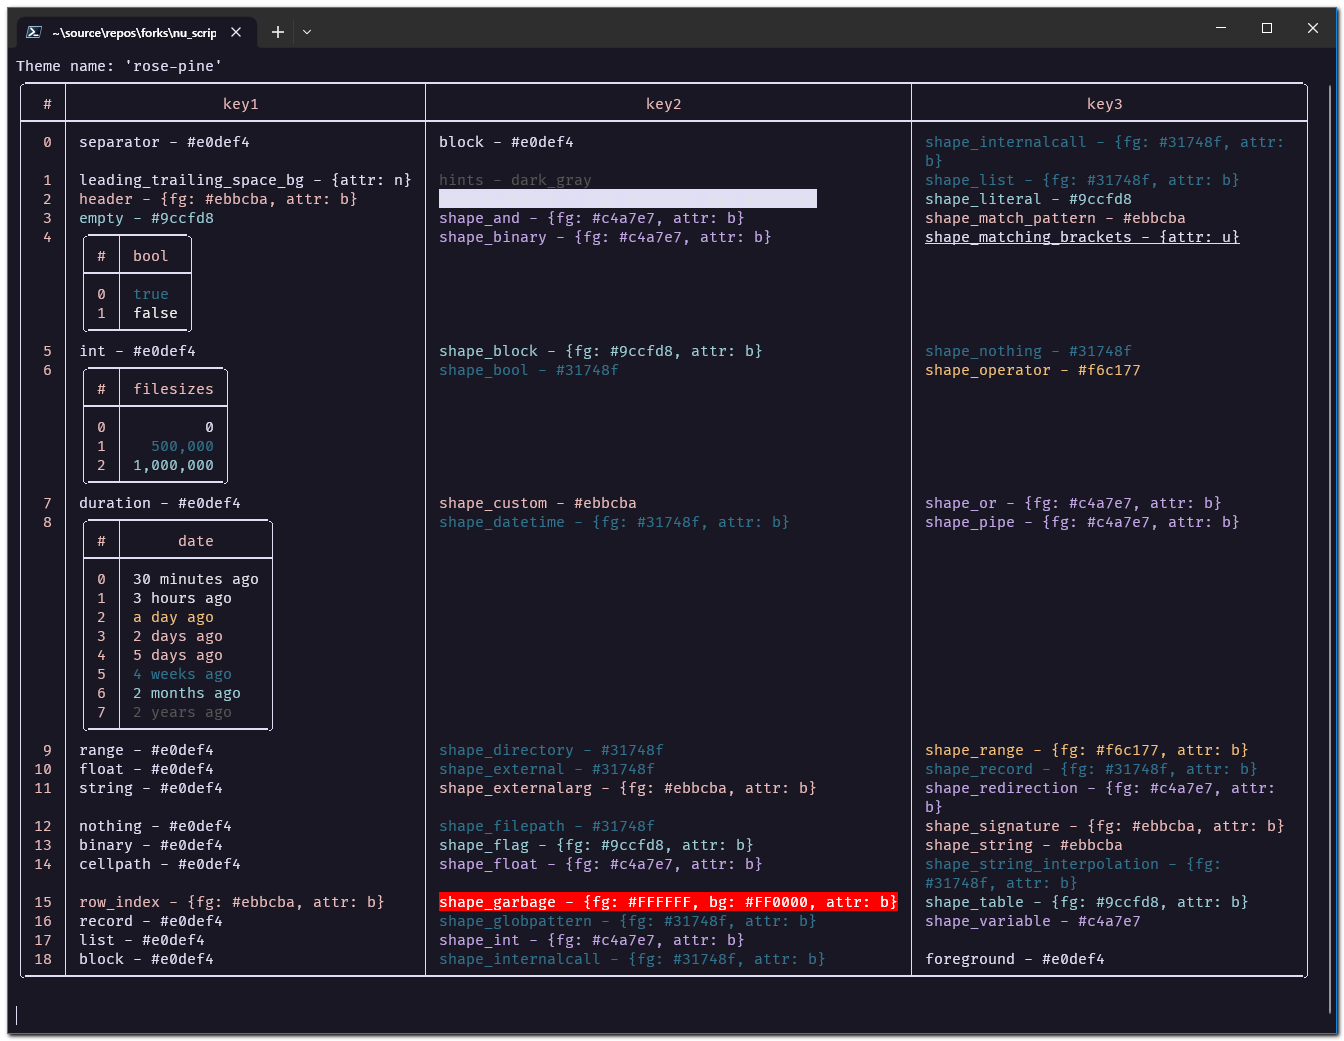 ~\source\repos\forks\nu_scrip
Theme name: 'rose-pine'
# key1 key2 key3
0 separator - #e0def4 block - #e0def4 shape_internalcall - {fg: #31748f, attr:
b}
1 leading_trailing_space_bg - {attr: n} hints - dark_gray shape_list - {fg: #31748f, attr: b}
2 header - {fg: #ebbcba, attr: b} shape_literal - #9ccfd8
3 empty - #9ccfd8 shape_and - {fg: #c4a7e7, attr: b} shape_match_pattern - #ebbcba
4 shape_binary - {fg: #c4a7e7, attr: b} shape_matching_brackets - {attr: u}
# bool
0 true
1 false
5 int - #e0def4 shape_block - {fg: #9ccfd8, attr: b} shape_nothing - #31748f
6 shape_bool - #31748f shape_operator - #f6c177
# filesizes
0 0
1 500,000
2 1,000,000
7 duration - #e0def4 shape_custom - #ebbcba shape_or - {fg: #c4a7e7, attr: b}
8 shape_datetime - {fg: #31748f, attr: b} shape_pipe - {fg: #c4a7e7, attr: b}
# date
0 30 minutes ago
1 3 hours ago
2 a day ago
3 2 days ago
4 5 days ago
5 4 weeks ago
6 2 months ago
7 2 years ago
9 range - #e0def4 shape_directory - #31748f shape_range - {fg: #f6c177, attr: b}
10 float - #e0def4 shape_external - #31748f shape_record - {fg: #31748f, attr: b}
11 string - #e0def4 shape_externalarg - {fg: #ebbcba, attr: b} shape_redirection - {fg: #c4a7e7, attr:
b}
12 nothing - #e0def4 shape_filepath - #31748f shape_signature - {fg: #ebbcba, attr: b}
13 binary - #e0def4 shape_flag - {fg: #9ccfd8, attr: b} shape_string - #ebbcba
14 cellpath - #e0def4 shape_float - {fg: #c4a7e7, attr: b} shape_string_interpolation - {fg:
#31748f, attr: b}
15 row_index - {fg: #ebbcba, attr: b} shape_garbage - {fg: #FFFFFF, bg: #FF0000, attr: b} shape_table - {fg: #9ccfd8, attr: b}
16 record - #e0def4 shape_globpattern - {fg: #31748f, attr: b} shape_variable - #c4a7e7
17 list - #e0def4 shape_int - {fg: #c4a7e7, attr: b}
18 block - #e0def4 shape_internalcall - {fg: #31748f, attr: b} foreground - #e0def4